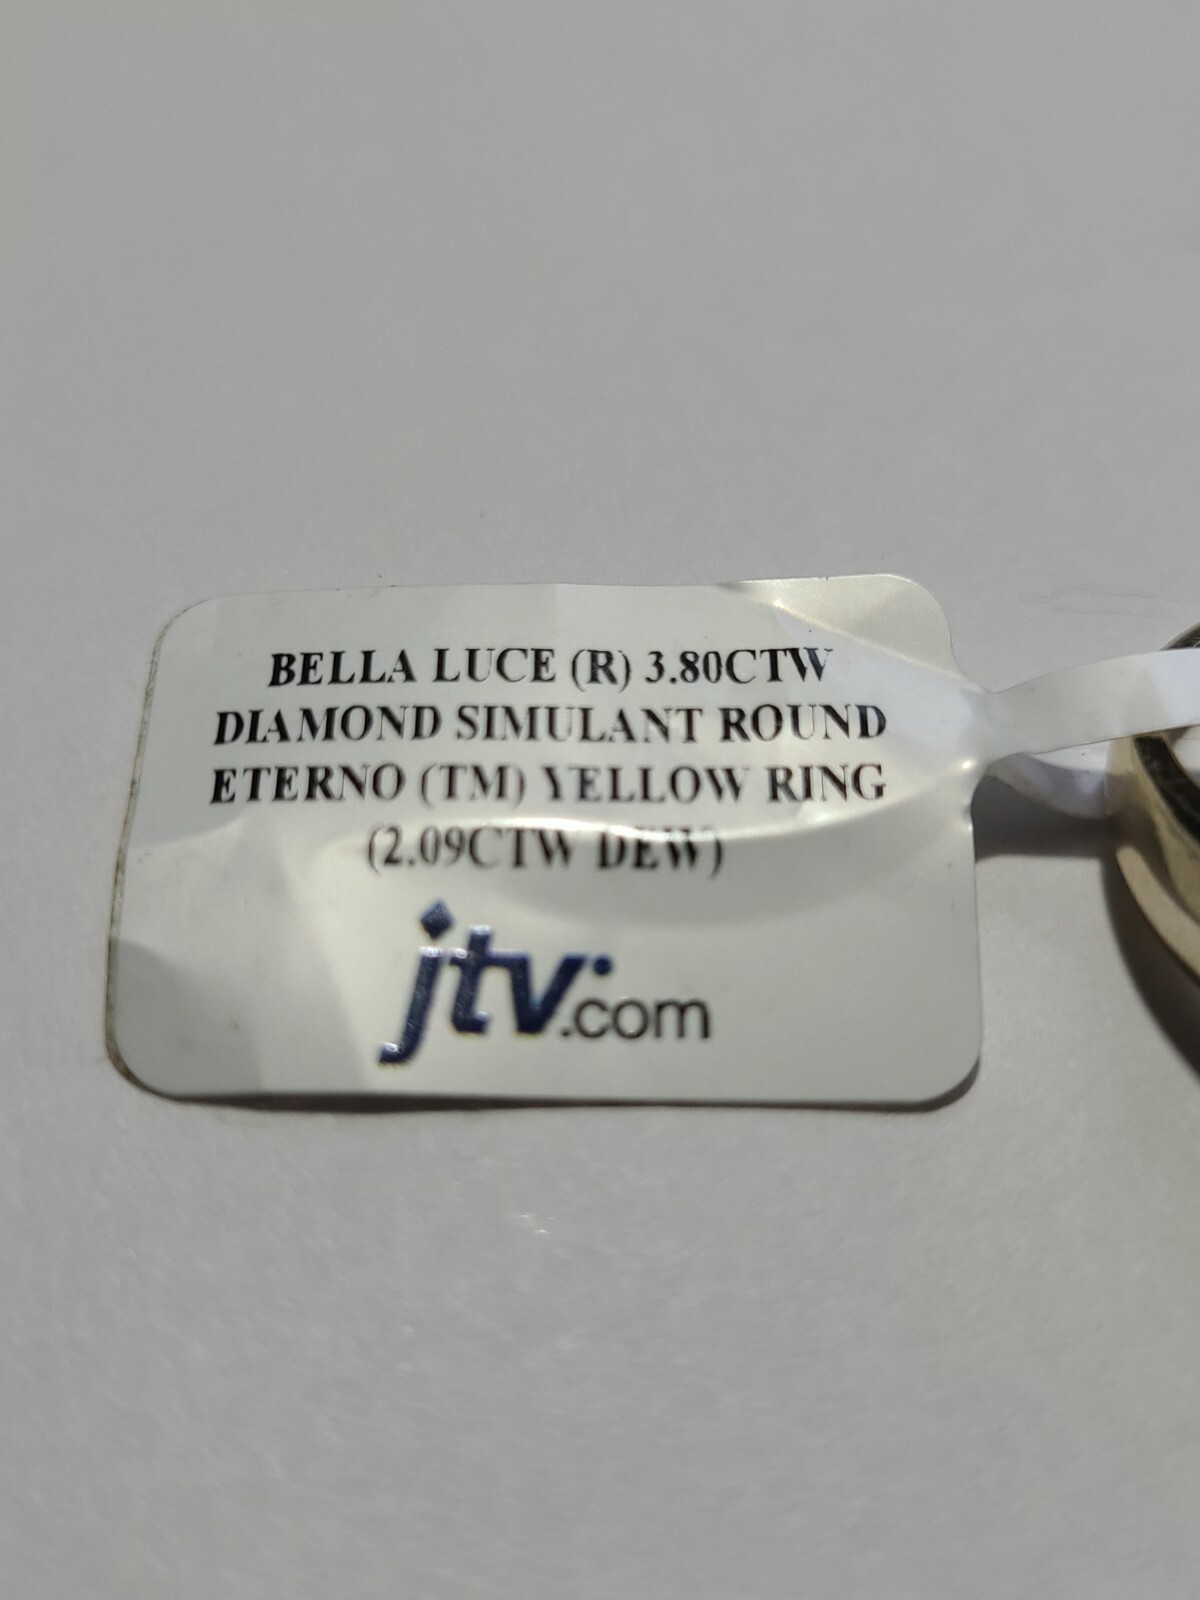 BELLA LUCE (R) 3.80CTW
DIAMOND SIMULANT ROUND
ETERNO (TM) YELLOW RING
(2.09CTW DEW)
jtv.com